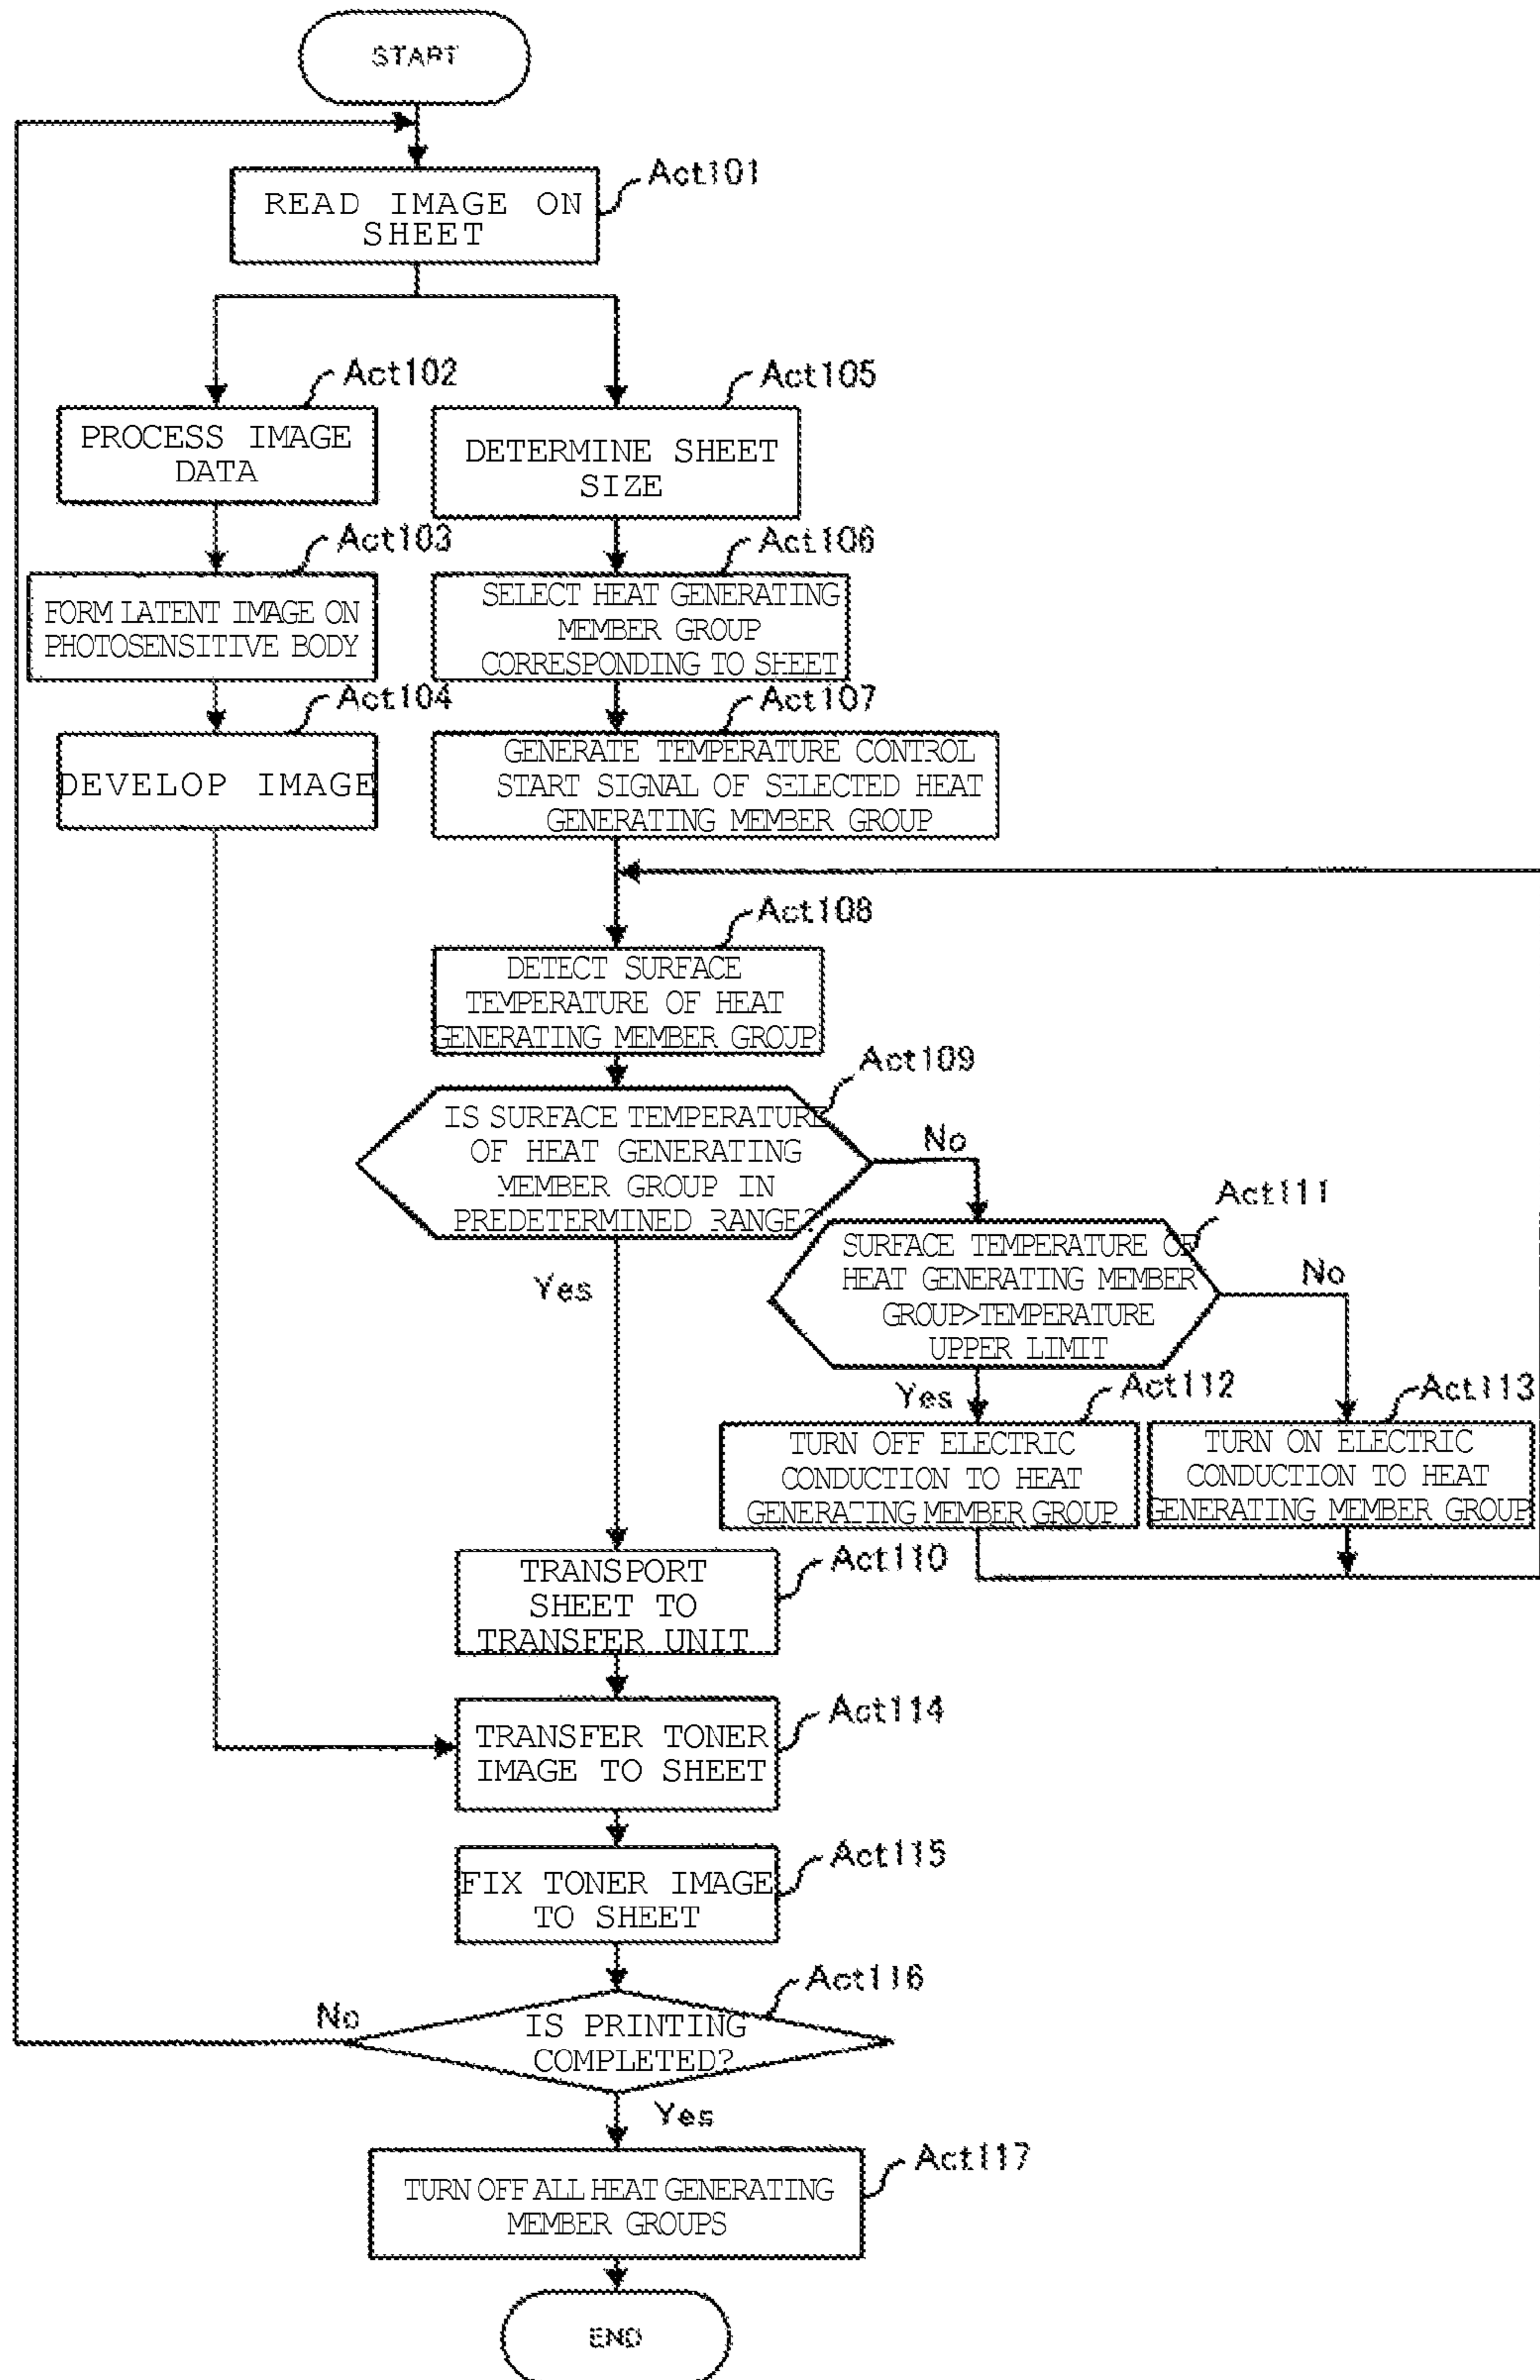 START
Act101
READ IMAGE ON
SHEET
Act102
PROCESS IMAGE
DATA
Act105
DETERMINE SHEET
SIZE
Act103
FORM LATENT IMAGE ON
PHOTOSENSITIVE BODY
Act106
SELECT HEAT GENERATING
MEMBER GROUP
CORRESPONDING TO SHEET
Act104
DEVELOP IMAGE
Act107
GENERATE TEMPERATURE CONTROL
START SIGNAL OF SELECTED HEAT
GENERATING MEMBER GROUP
Act108
DETECT SURFACE
TEMPERATURE OF HEAT
GENERATING MEMBER GROUP
Act109
IS SURFACE TEMPERATURE
OF HEAT GENERATING
MEMBER GROUP IN
PREDETERMINED RANGE?
No
Yes
Act111
SURFACE TEMPERATURE OF
HEAT GENERATING MEMBER
GROUP>TEMPERATURE
UPPER LIMIT
No
Yes
Act112
TURN OFF ELECTRIC
CONDUCTION TO HEAT
GENERATING MEMBER GROUP
Act113
TURN ON ELECTRIC
CONDUCTION TO HEAT
GENERATING MEMBER GROUP
Act110
TRANSPORT
SHEET TO
TRANSFER UNIT
Act114
TRANSFER TONER
IMAGE TO SHEET
Act115
FIX TONER IMAGE
TO SHEET
Act116
IS PRINTING
COMPLETED?
No
Yes
Act117
TURN OFF ALL HEAT GENERATING
MEMBER GROUPS
END